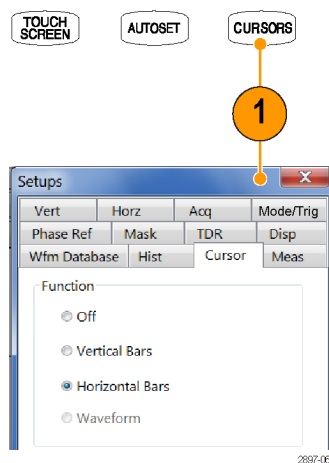 TOUCH SCREEN
AUTOSET
CURSORS
1
Setups
Vert Horz Acq Mode/Trig
Phase Ref Mask TDR Disp
Wfm Database Hist Cursor Meas
Function
Off
Vertical Bars
Horizontal Bars
Waveform
2897-06